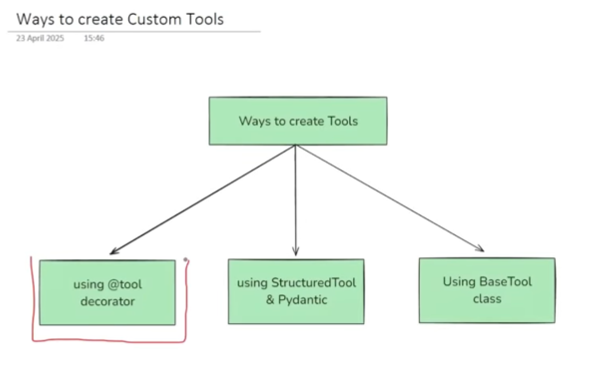 Ways to create Custom Tools
23 April 2025 15:46
Ways to create Tools
using @tool
decorator
using StructuredTool
& Pydantic
Using BaseTool
class